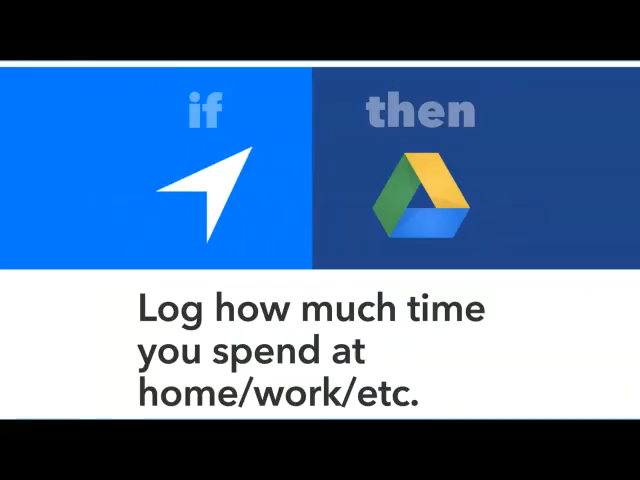 if
then
Log how much time
you spend at
home/work/etc.